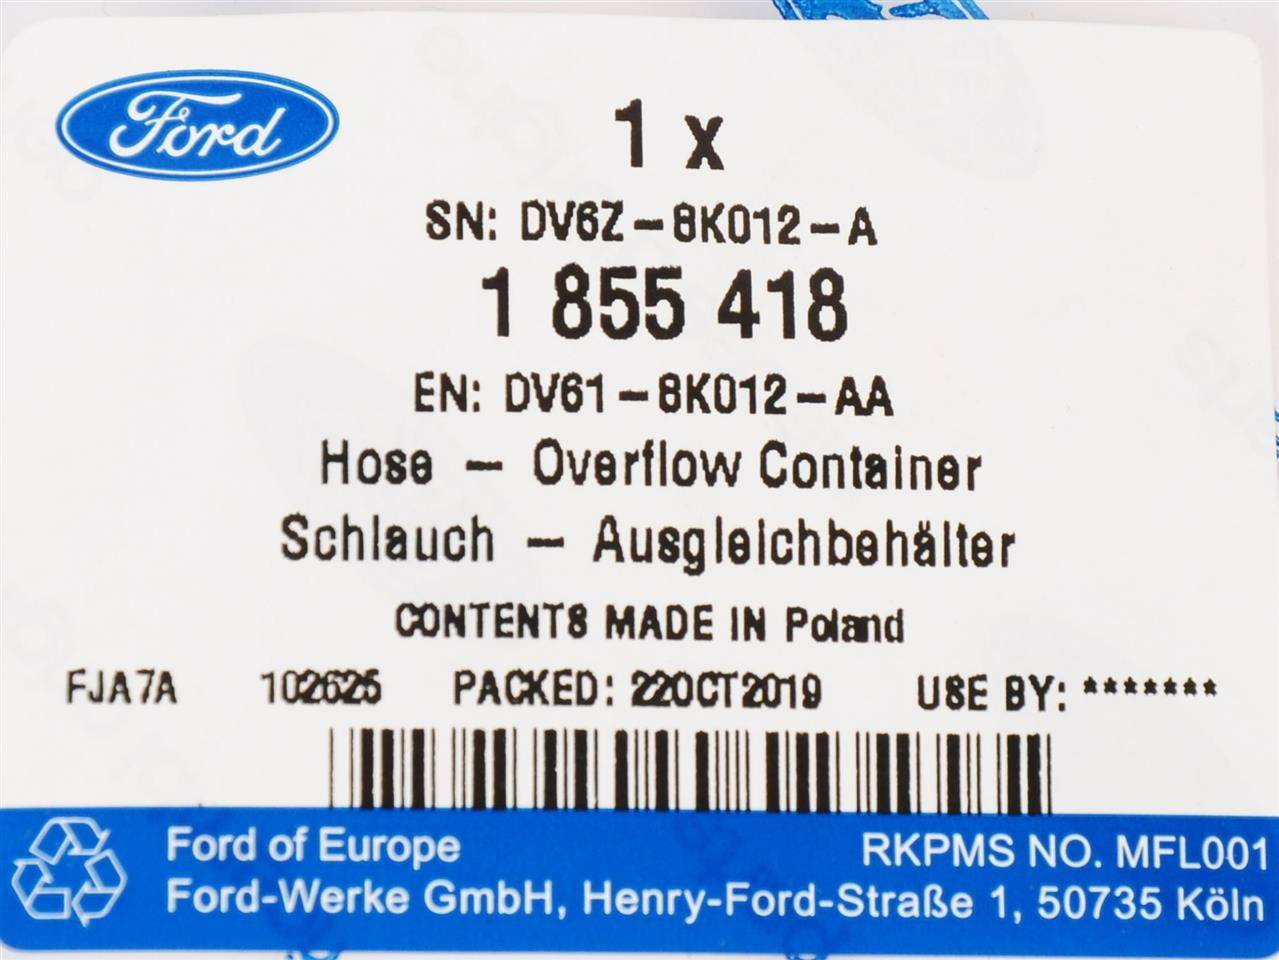 Ford
1 x
SN: DV6Z-8K012-A
1 855 418
EN: DV61-8K012-AA
Hose - Overflow Container
Schlauch - Ausgleichbehälter
CONTENTS MADE IN Poland
FJA7A 102625 PACKED: 22OCT2019 USE BY: *******
Ford of Europe RKPMS NO. MFL001
Ford-Werke GmbH, Henry-Ford-Straße 1, 50735 Köln